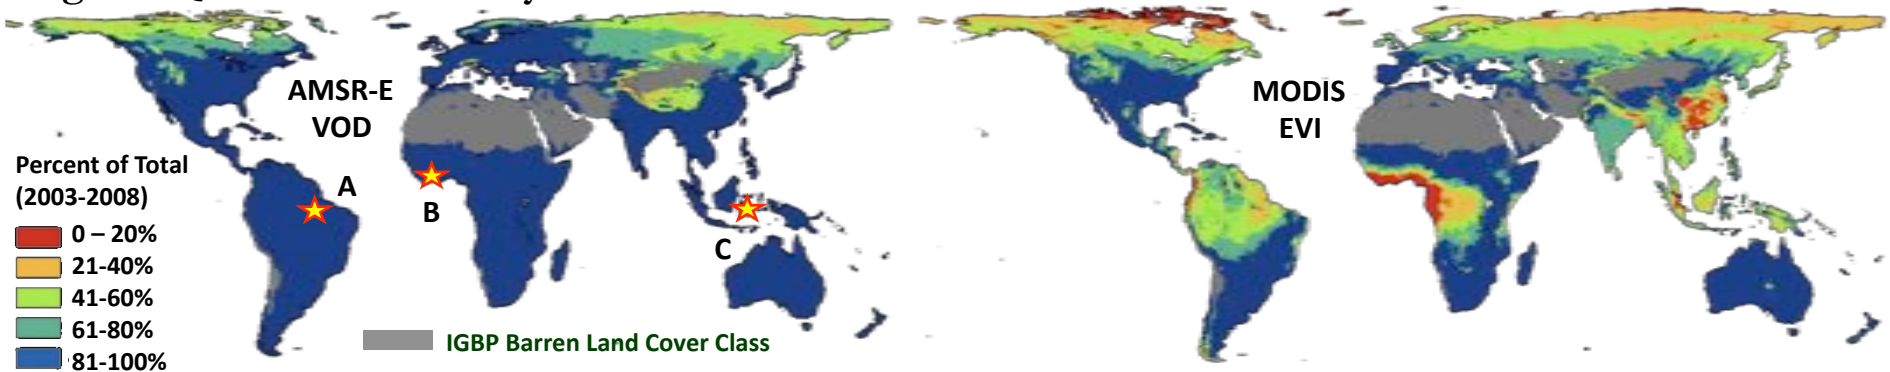 AMSR-E
VOD
MODIS
EVI
Percent of Total
(2003-2008)
A
B
C
0 – 20%
21-40%
41-60%
61-80%
81-100%
IGBP Barren Land Cover Class